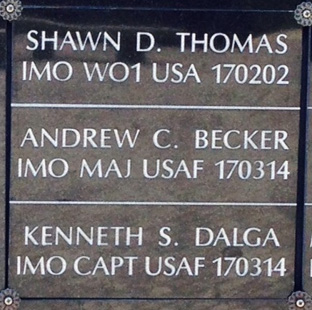 SHAWN D. THOMAS
IMO WO1 USA 170202
ANDREW C. BECKER
IMO MAJ USAF 170314
KENNETH S. DALGA
IMO CAPT USAF 170314